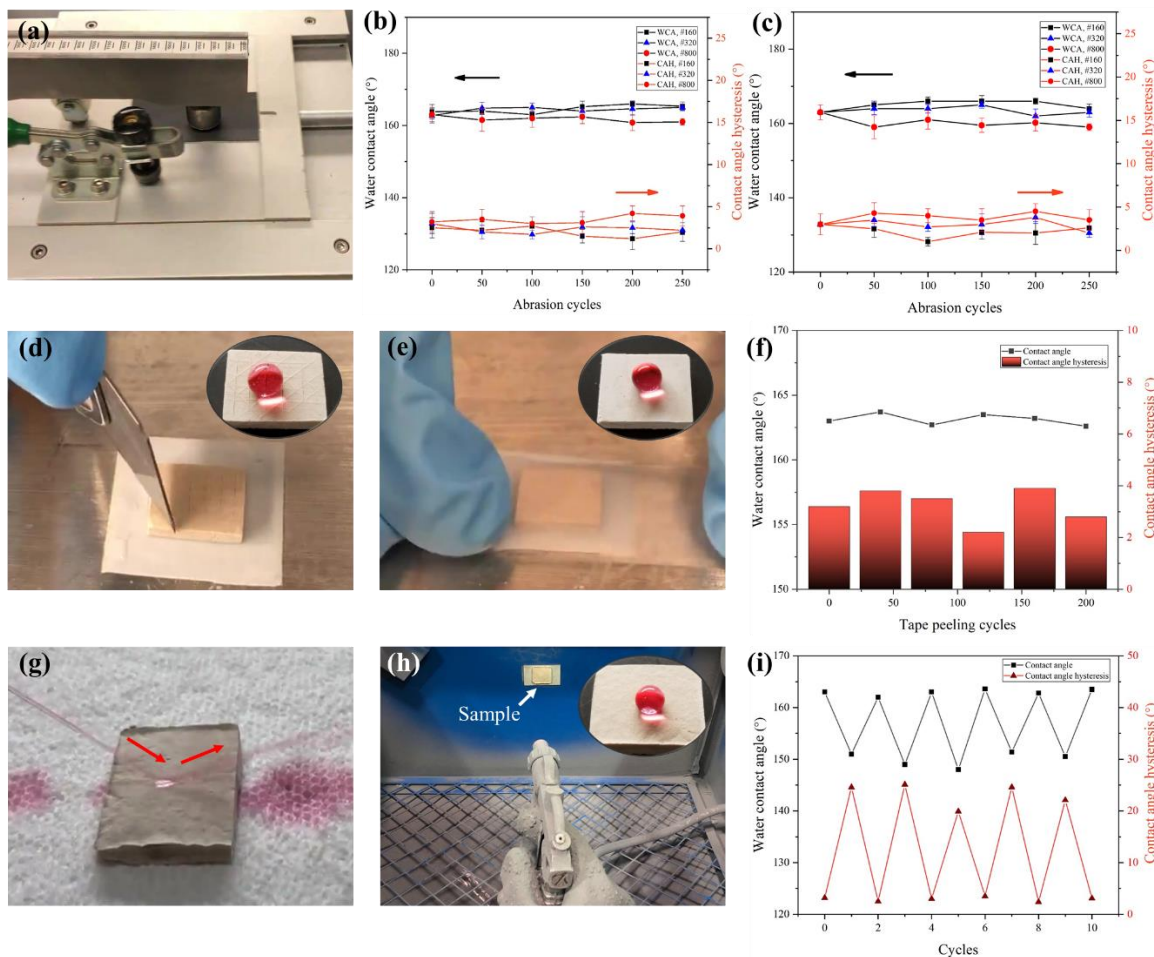 (a)
(b)
WCA, #160
WCA, #320
WCA, #800
CAH, #160
CAH, #320
CAH, #800
Water contact angle (°)
170
160
150
140
130
120
Contact angle hysteresis (°)
25
20
15
10
5
0
0 50 100 150 200 250
Abrasion cycles
(c)
WCA, #160
WCA, #320
WCA, #800
CAH, #160
CAH, #320
CAH, #800
Water contact angle (°)
170
160
150
140
130
120
Contact angle hysteresis (°)
25
20
15
10
5
0
0 50 100 150 200 250
Abrasion cycles
(d)
(e)
(f)
Contact angle
Contact angle hysteresis
Water contact angle (°)
170
165
160
155
150
Contact angle hysteresis (°)
10
8
6
4
2
0
0 50 100 150 200
Tape peeling cycles
(g)
(h)
Sample
(i)
Contact angle
Contact angle hysteresis
Water contact angle (°)
170
160
150
140
130
120
Contact angle hysteresis (°)
50
40
30
20
10
0
0 2 4 6 8 10
Cycles